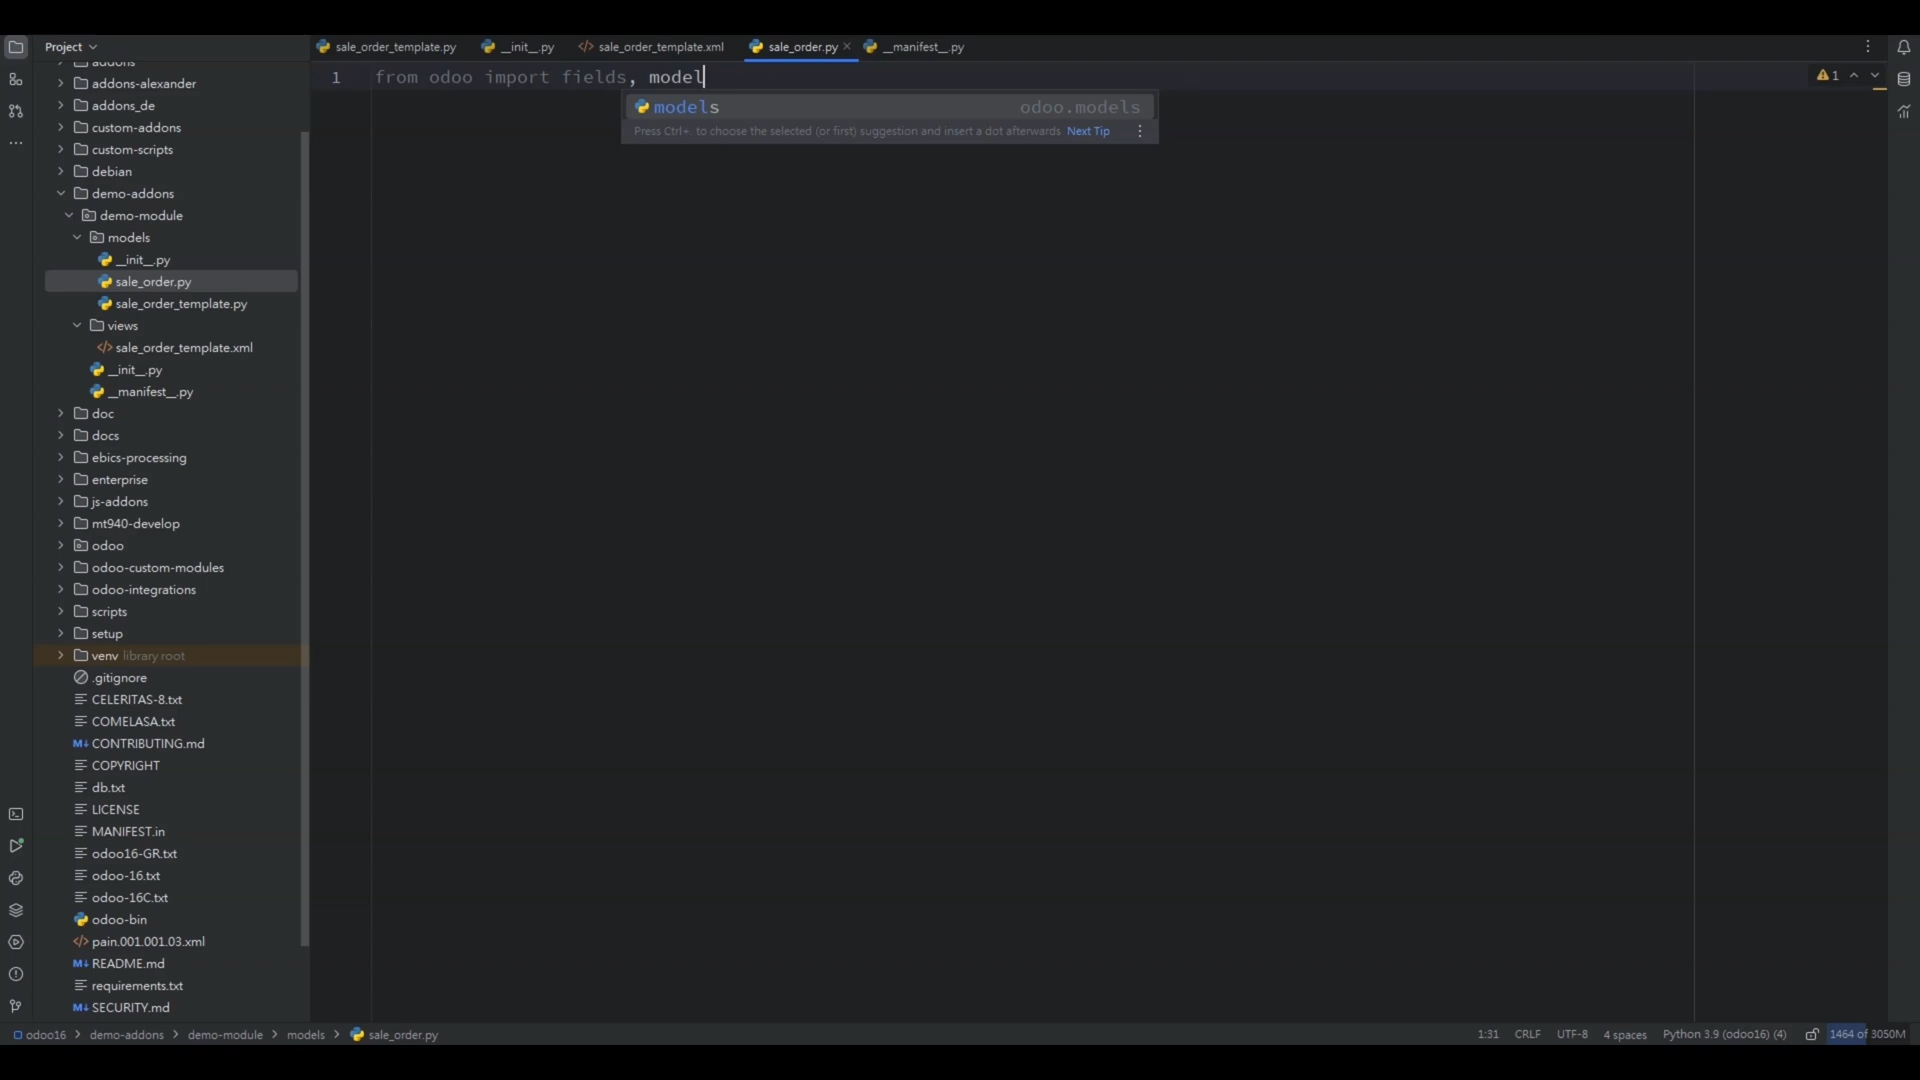 Project
sale_order_template.py
__init__.py
sale_order_template.xml
sale_order.py
__manifest__.py
addons
addons-alexander
addons_de
custom-addons
custom-scripts
debian
demo-addons
demo-module
models
__init__.py
sale_order.py
sale_order_template.py
views
sale_order_template.xml
__init__.py
__manifest__.py
doc
docs
ebics-processing
enterprise
js-addons
mt940-develop
odoo
odoo-custom-modules
odoo-integrations
scripts
setup
venv library root
.gitignore
CELERITAS-8.txt
COMELASA.txt
CONTRIBUTING.md
COPYRIGHT
db.txt
LICENSE
MANIFEST.in
odoo16-GR.txt
odoo-16.txt
odoo-16C.txt
odoo-bin
pain.001.001.03.xml
README.md
requirements.txt
SECURITY.md
1 from odoo import fields, model
1
models odoo.models
Press Ctrl+. to choose the selected (or first) suggestion and insert a dot afterwards Next Tip
odoo16 > demo-addons > demo-module > models > sale_order.py
1:31 CRLF UTF-8 4 spaces Python 3.9 (odoo16) (4) 1464 of 3050M